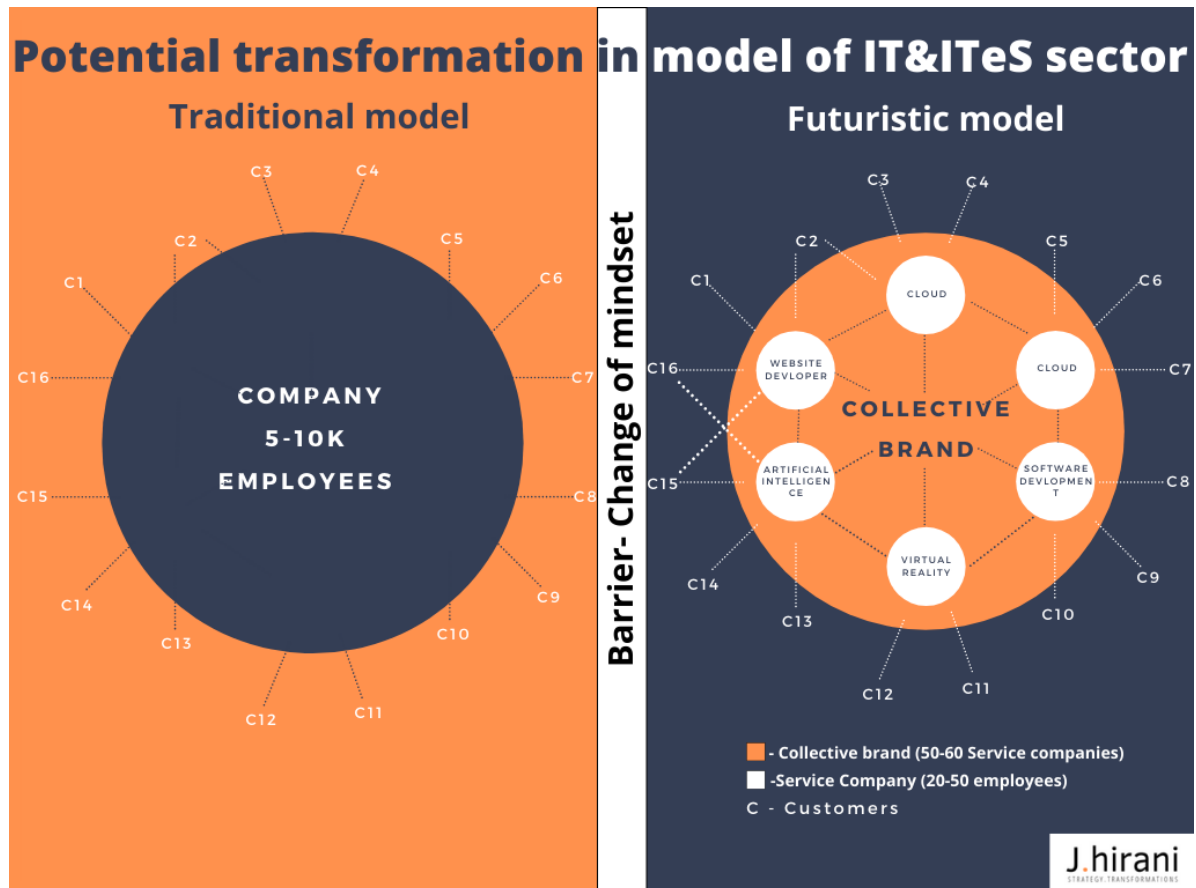 Potential transformation in model of IT&ITeS sector
Traditional model
C3
C4
C2
C5
C1
C6
C16
C7
COMPANY
5-10K
EMPLOYEES
C15
C8
C14
C9
C13
C10
C12
C11
Barrier- Change of mindset
Futuristic model
C3
C4
C2
C5
C1
C6
CLOUD
C16
WEBSITE
DEVLOPER
CLOUD
C7
COLLECTIVE
BRAND
C15
ARTIFICIAL
INTELLIGEN
CE
SOFTWARE
DEVLOPMEN
T
C8
VIRTUAL
REALITY
C14
C9
C13
C10
C12
C11
- Collective brand (50-60 Service companies)
-Service Company (20-50 employees)
C - Customers
J.hirani
STRATEGY.TRANSFORMATIONS